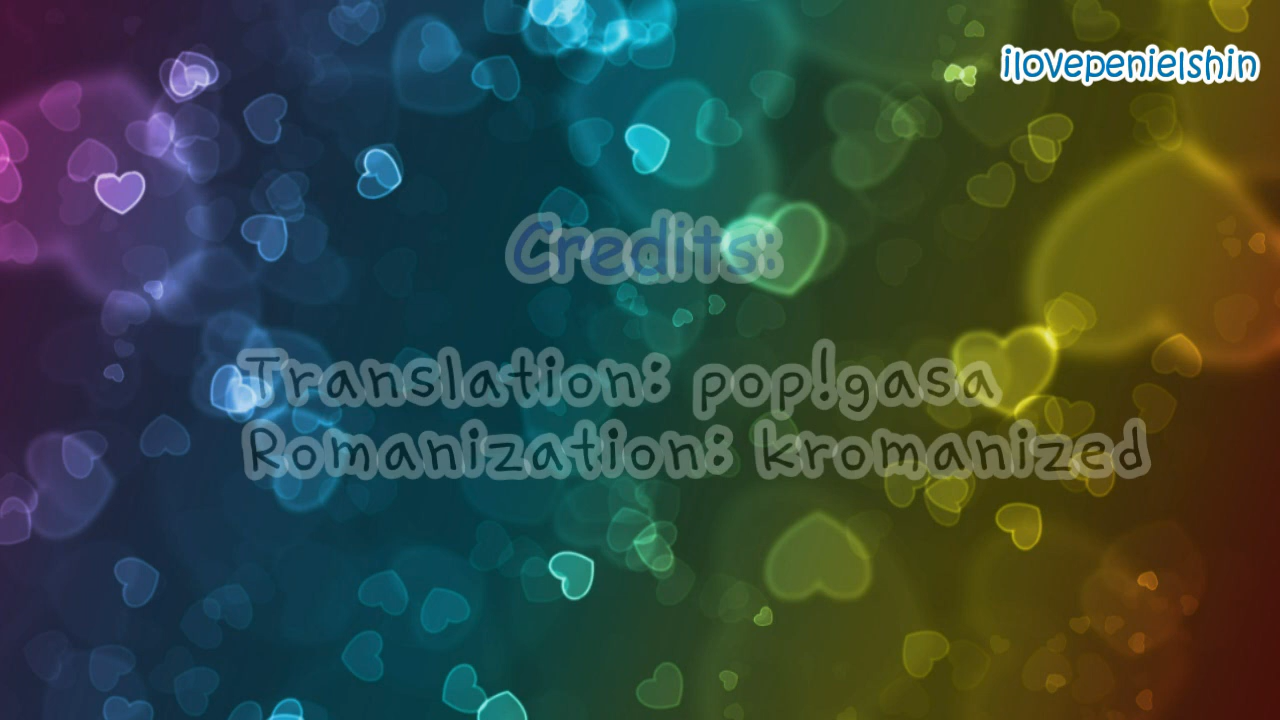 ilovepenielshin
Credits:
Translation: pop!gasa
Romanization: kromanized